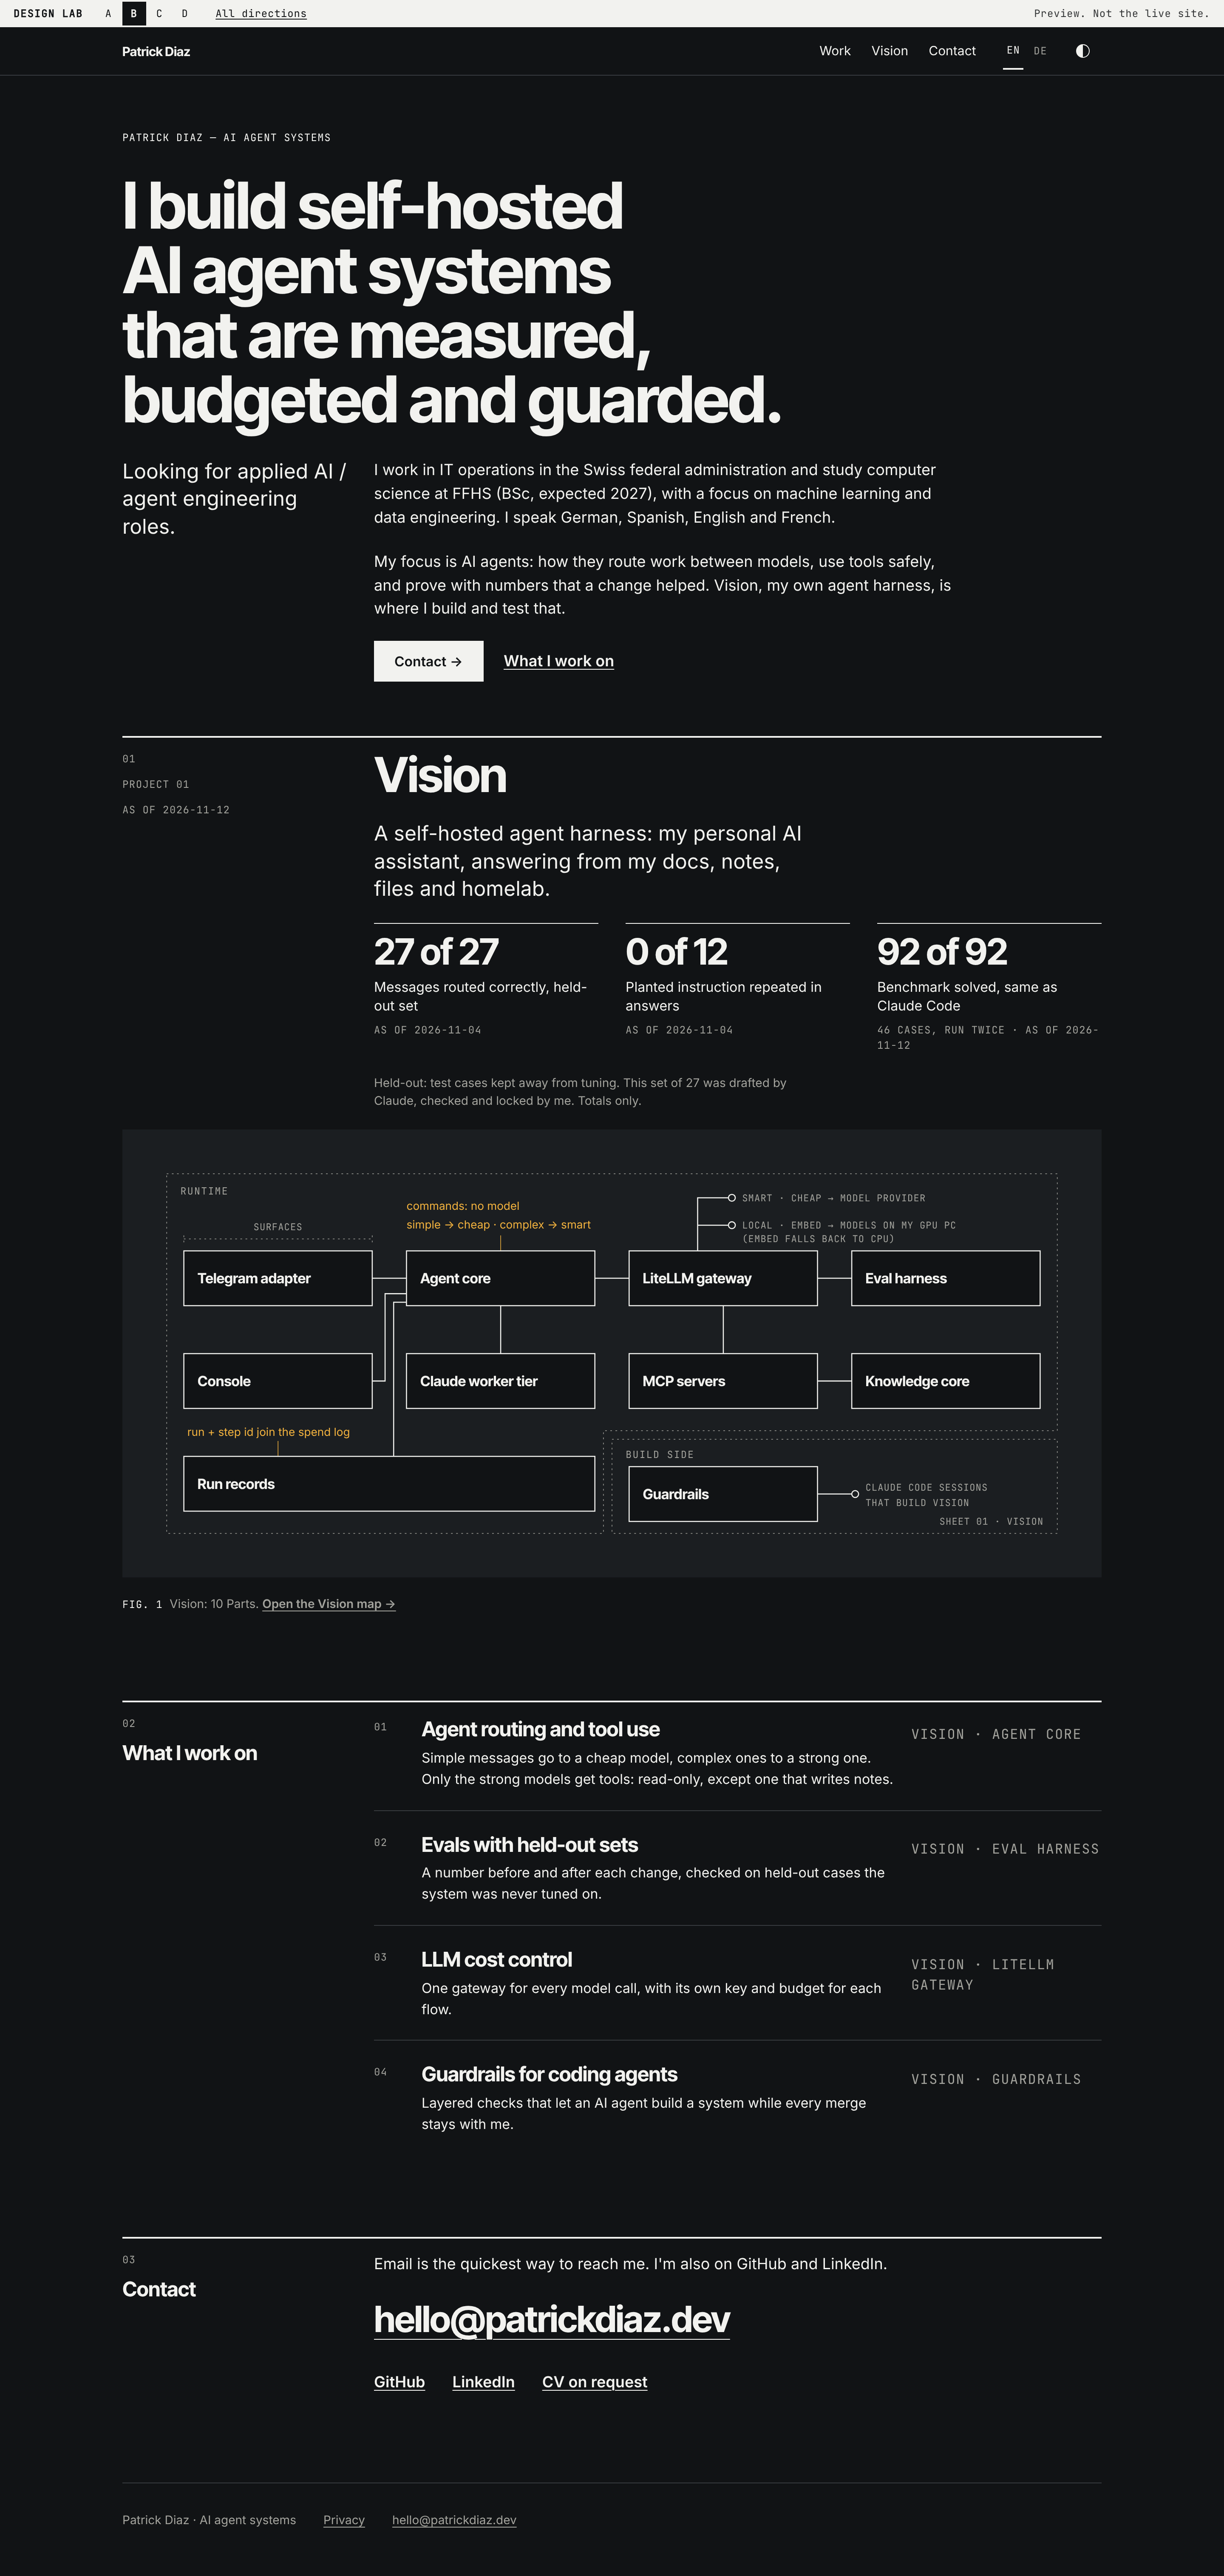 DESIGN LAB A B C D All directions Preview. Not the live site.
Patrick Diaz Work Vision Contact EN DE
PATRICK DIAZ — AI AGENT SYSTEMS
I build self-hosted
AI agent systems
that are measured,
budgeted and guarded.
Looking for applied AI /
agent engineering
roles.
I work in IT operations in the Swiss federal administration and study computer
science at FFHS (BSc, expected 2027), with a focus on machine learning and
data engineering. I speak German, Spanish, English and French.
My focus is AI agents: how they route work between models, use tools safely,
and prove with numbers that a change helped. Vision, my own agent harness, is
where I build and test that.
Contact → What I work on
01
PROJECT 01
AS OF 2026-11-12
Vision
A self-hosted agent harness: my personal AI
assistant, answering from my docs, notes,
files and homelab.
27 of 27
Messages routed correctly, held-
out set
AS OF 2026-11-04
0 of 12
Planted instruction repeated in
answers
AS OF 2026-11-04
92 of 92
Benchmark solved, same as
Claude Code
46 CASES, RUN TWICE · AS OF 2026-
11-12
Held-out: test cases kept away from tuning. This set of 27 was drafted by
Claude, checked and locked by me. Totals only.
RUNTIME
SURFACES
commands: no model
simple → cheap · complex → smart
SMART · CHEAP → MODEL PROVIDER
LOCAL · EMBED → MODELS ON MY GPU PC
(EMBED FALLS BACK TO CPU)
Telegram adapter
Agent core
LiteLLM gateway
Eval harness
Console
Claude worker tier
MCP servers
Knowledge core
run + step id join the spend log
Run records
BUILD SIDE
Guardrails
CLAUDE CODE SESSIONS
THAT BUILD VISION
SHEET 01 · VISION
FIG. 1 Vision: 10 Parts. Open the Vision map →
02
What I work on
01
Agent routing and tool use
Simple messages go to a cheap model, complex ones to a strong one.
Only the strong models get tools: read-only, except one that writes notes.
VISION · AGENT CORE
02
Evals with held-out sets
A number before and after each change, checked on held-out cases the
system was never tuned on.
VISION · EVAL HARNESS
03
LLM cost control
One gateway for every model call, with its own key and budget for each
flow.
VISION · LITELLM
GATEWAY
04
Guardrails for coding agents
Layered checks that let an AI agent build a system while every merge
stays with me.
VISION · GUARDRAILS
03
Contact
Email is the quickest way to reach me. I'm also on GitHub and LinkedIn.
hello@patrickdiaz.dev
GitHub LinkedIn CV on request
Patrick Diaz · AI agent systems Privacy hello@patrickdiaz.dev